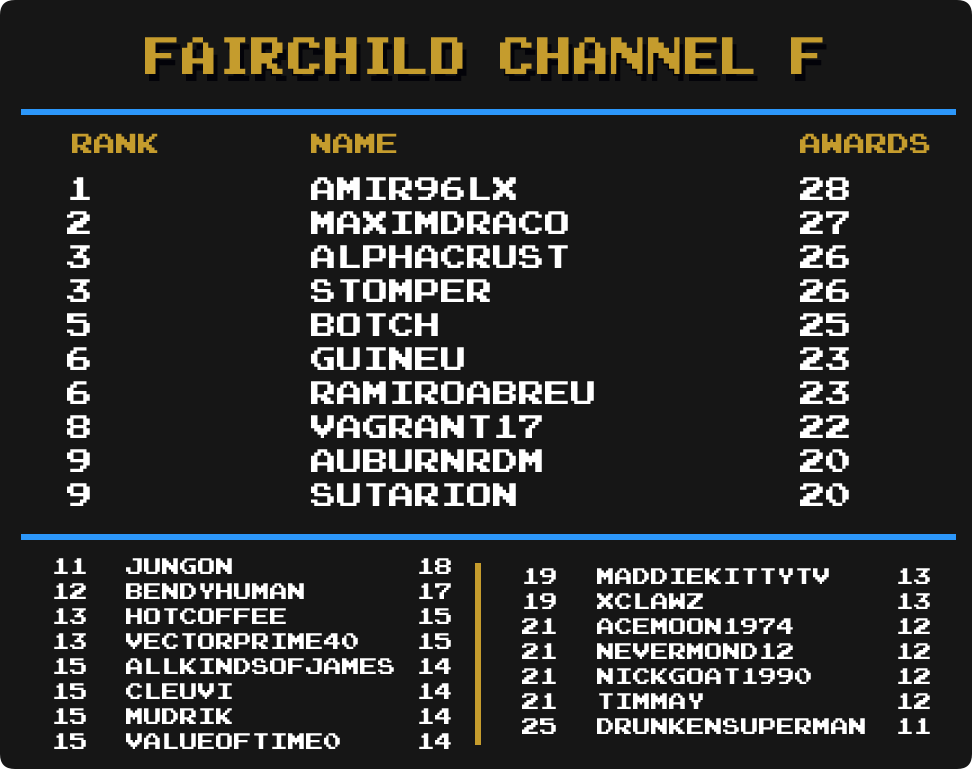 FAIRCHILD CHANNEL F
RANK NAME AWARDS
1 AMIR96LX 28
2 MAXIMDRACO 27
3 ALPHACRUST 26
3 STOMPER 26
5 BOTCH 25
6 GUINEU 23
6 RAMIROABREU 23
8 VAGRANT17 22
9 AUBURNRDM 20
9 SUTARION 20
11 JUNGON 18
12 BENDYHUMAN 17
13 HOTCOFFEE 15
13 VECTORPRIME40 15
15 ALLKINDSOFJAMES 14
15 CLEUVI 14
15 MUDRIK 14
15 VALUEOFTIME0 14
19 MADDIEKITTYTV 13
19 XCLAWZ 13
21 ACEMOON1974 12
21 NEVERMOND12 12
21 NICKGOAT1990 12
21 TIMMAY 12
25 DRUNKENSUPERMAN 11